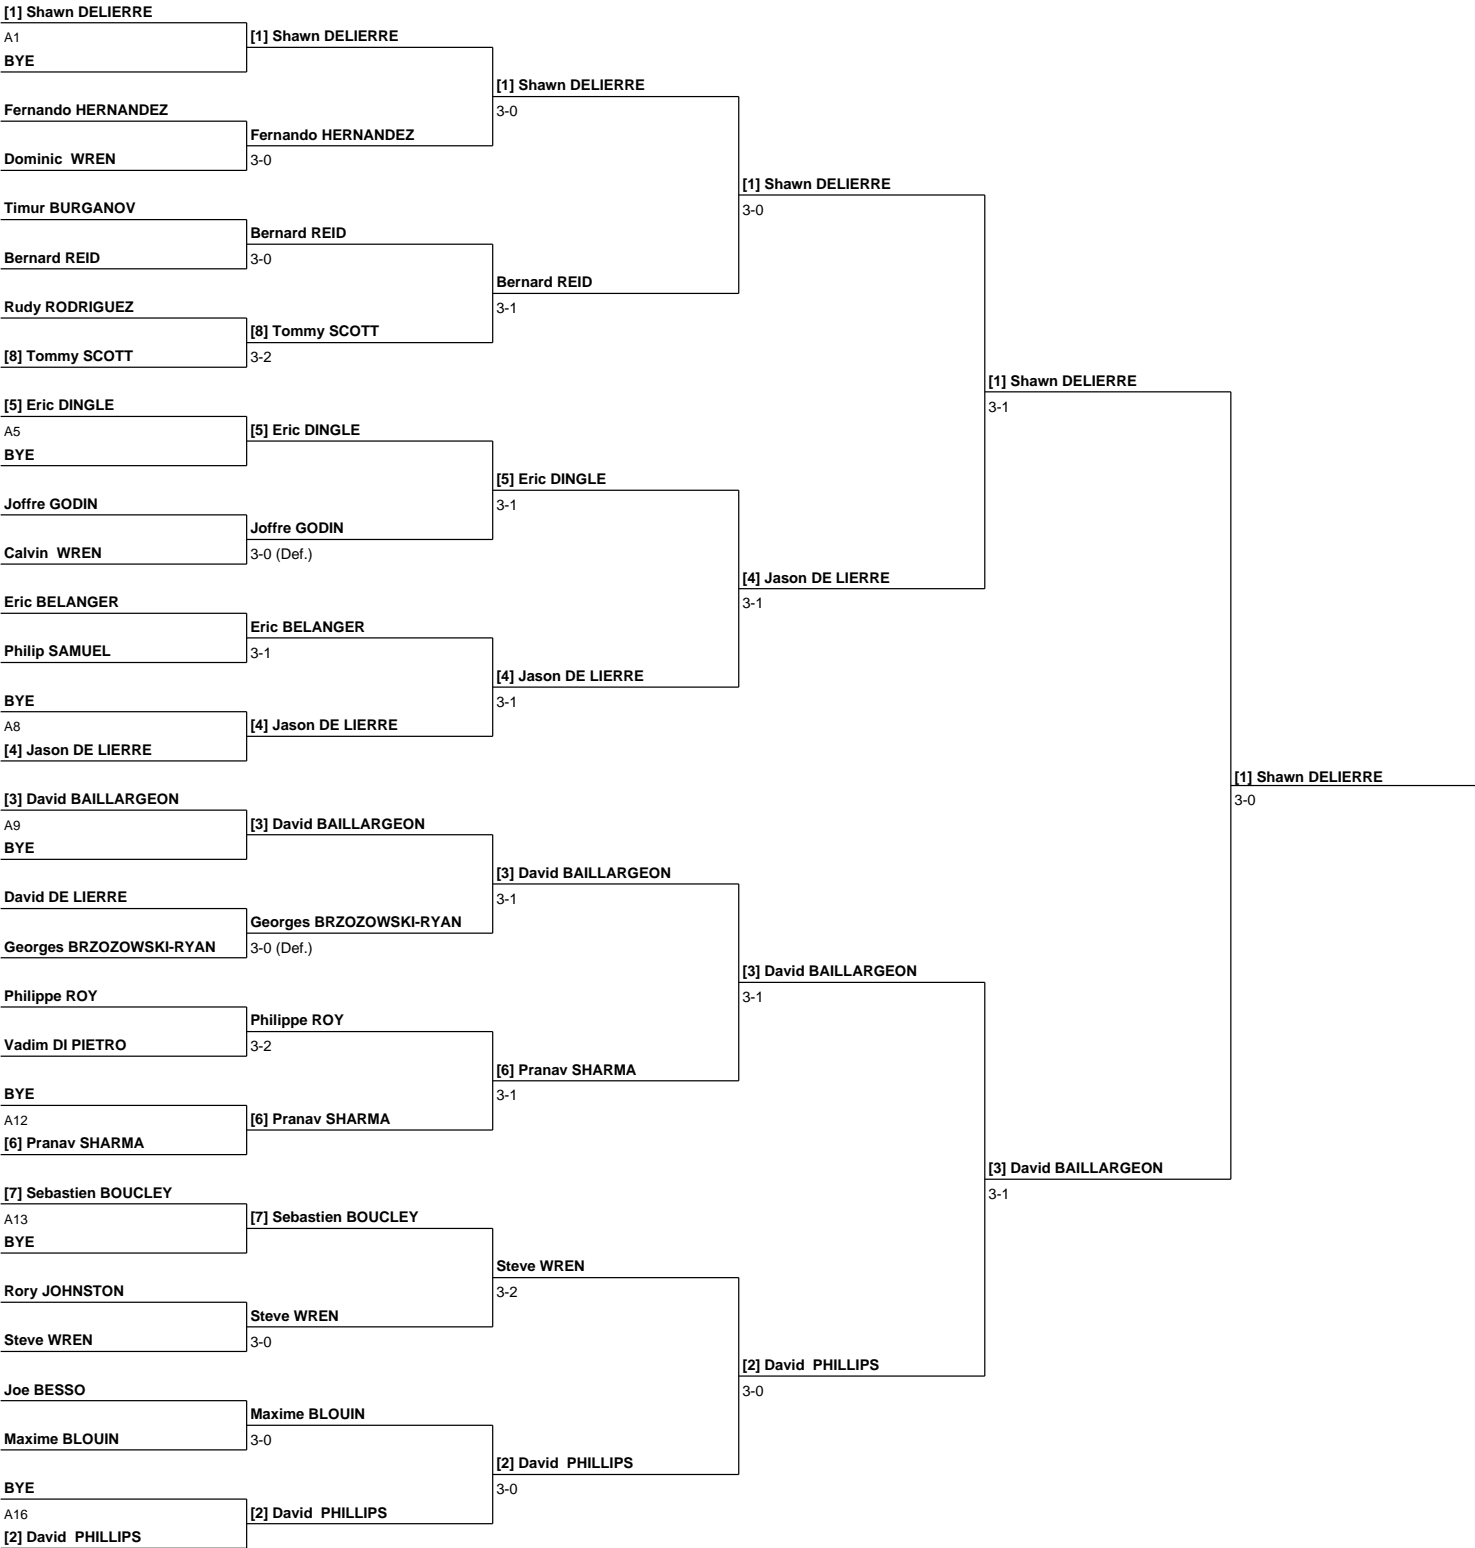 [1] Shawn DELIERRE
A1
BYE
Fernando HERNANDEZ
Dominic  WREN
Timur BURGANOV
Bernard REID
Rudy RODRIGUEZ
[8] Tommy SCOTT
[5] Eric DINGLE
A5
BYE
Joffre GODIN
Calvin  WREN
Eric BELANGER
Philip SAMUEL
BYE
A8
[4] Jason DE LIERRE
[3] David BAILLARGEON
A9
BYE
David DE LIERRE
Georges BRZOZOWSKI-RYAN
Philippe ROY
Vadim DI PIETRO
BYE
A12
[6] Pranav SHARMA
[7] Sebastien BOUCLEY
A13
BYE
Rory JOHNSTON
Steve WREN
Joe BESSO
Maxime BLOUIN
BYE
A16
[2] David  PHILLIPS
[1] Shawn DELIERRE
Fernando HERNANDEZ
3-0
Bernard REID
3-0
[8] Tommy SCOTT
3-2
[5] Eric DINGLE
Joffre GODIN
3-0 (Def.)
Eric BELANGER
3-1
[4] Jason DE LIERRE
[3] David BAILLARGEON
Georges BRZOZOWSKI-RYAN
3-0 (Def.)
Philippe ROY
3-2
[6] Pranav SHARMA
[7] Sebastien BOUCLEY
Steve WREN
3-0
Maxime BLOUIN
3-0
[2] David  PHILLIPS
[1] Shawn DELIERRE
3-0
Bernard REID
3-1
[5] Eric DINGLE
3-1
[4] Jason DE LIERRE
3-1
[3] David BAILLARGEON
3-1
[6] Pranav SHARMA
3-1
Steve WREN
3-2
[2] David  PHILLIPS
3-0
[1] Shawn DELIERRE
3-0
[4] Jason DE LIERRE
3-1
[3] David BAILLARGEON
3-1
[2] David  PHILLIPS
3-0
[1] Shawn DELIERRE
3-1
[3] David BAILLARGEON
3-1
[1] Shawn DELIERRE
3-0